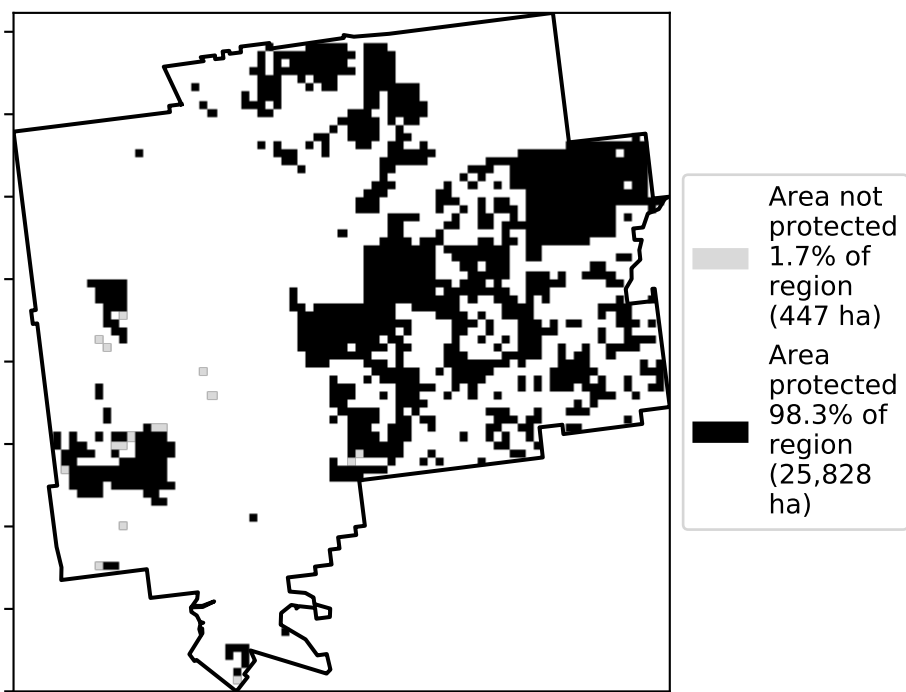 Area not
protected
1.7% of
region
(447 ha)
Area
protected
98.3% of
region
(25,828
ha)